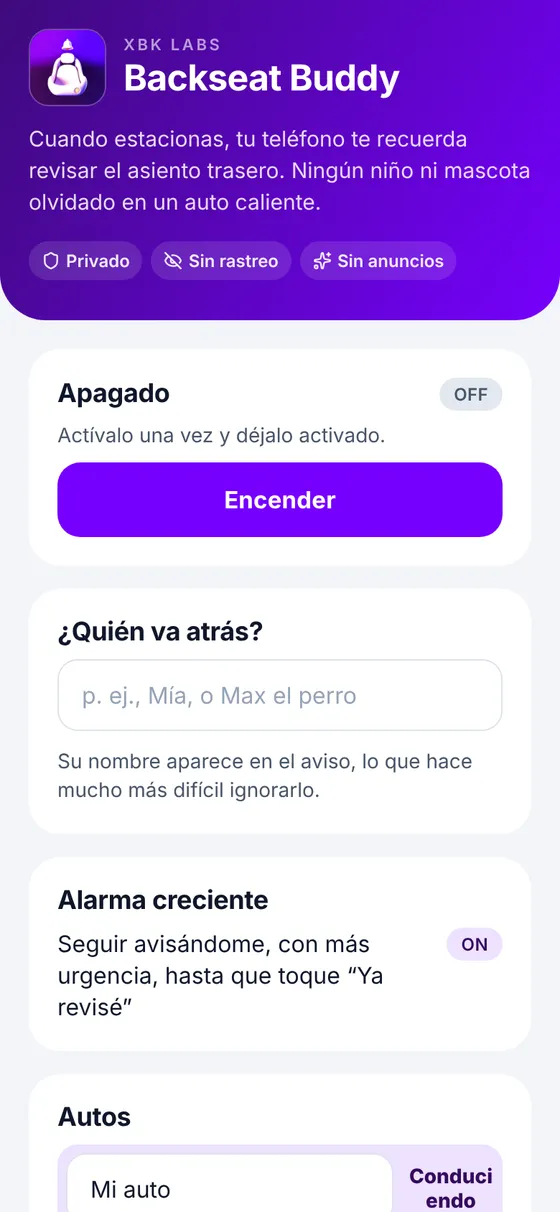 XBK LABS
Backseat Buddy
Cuando estacionas, tu teléfono te recuerda
revisar el asiento trasero. Ningún niño ni mascota
olvidado en un auto caliente.
Privado
Sin rastreo
Sin anuncios
Apagado
OFF
Actívalo una vez y déjalo activado.
Encender
¿Quién va atrás?
p. ej., Mía, o Max el perro
Su nombre aparece en el aviso, lo que hace
mucho más difícil ignorarlo.
Alarma creciente
Seguir avisándome, con más
urgencia, hasta que toque “Ya
revisé”
ON
Autos
Mi auto
Conduci
endo